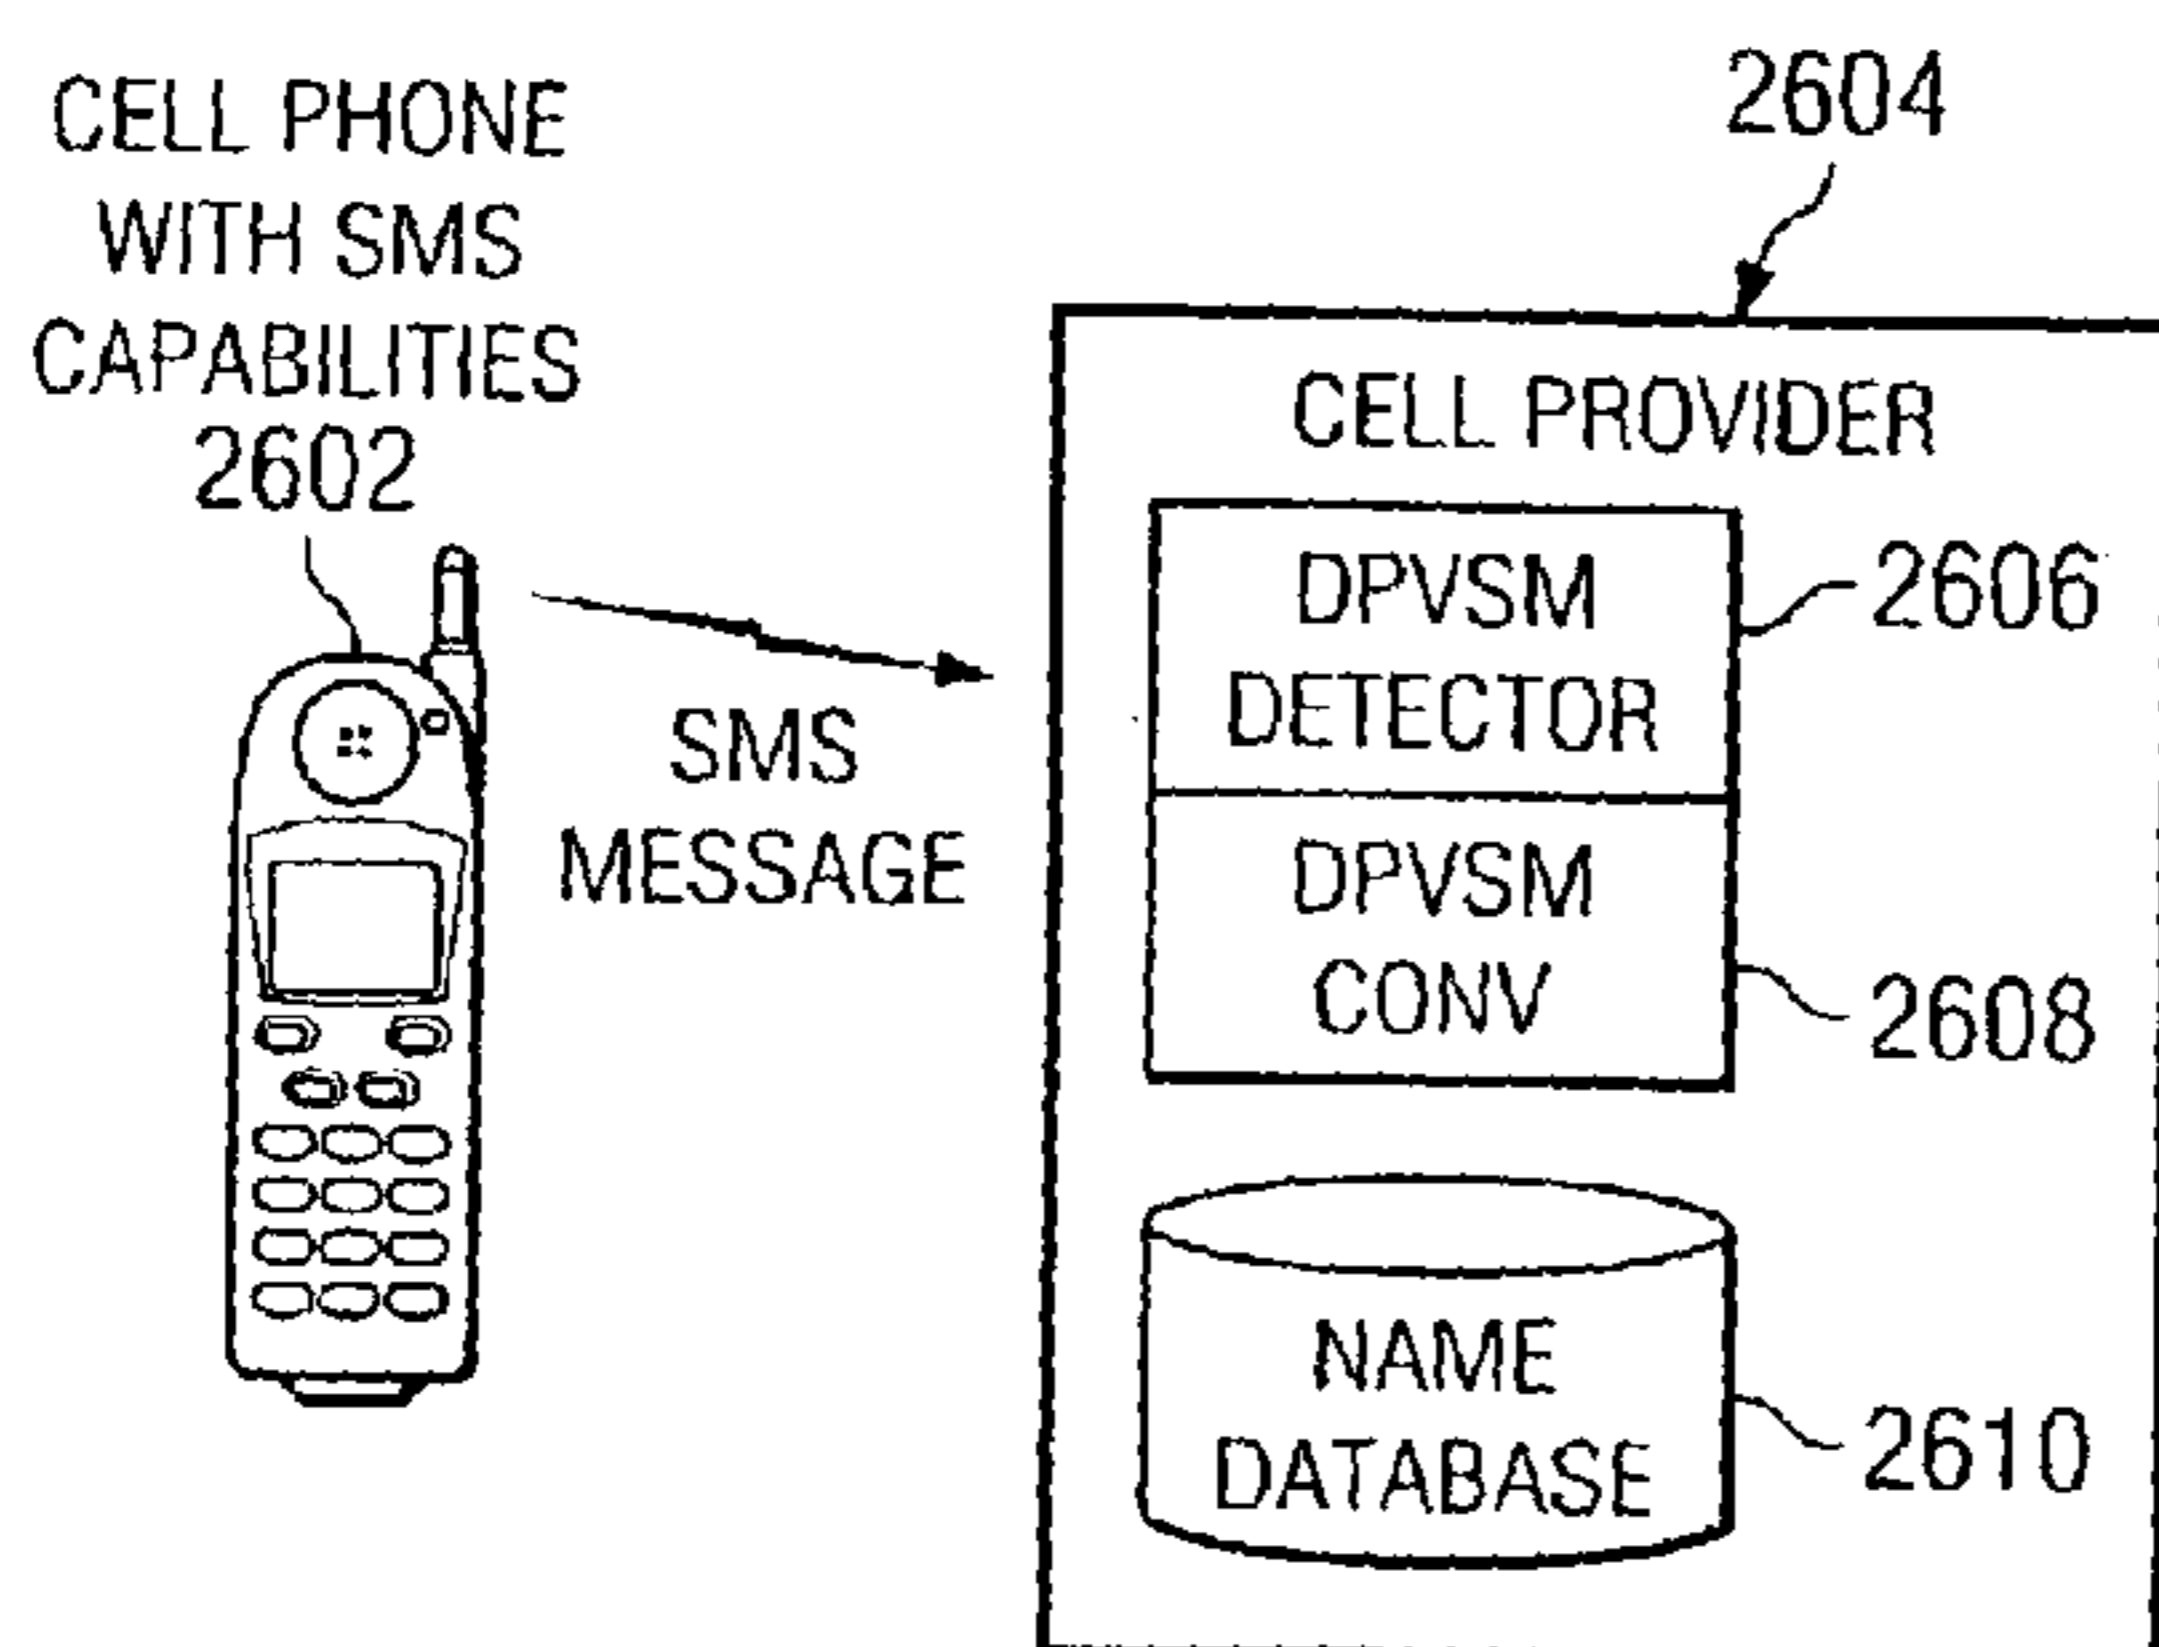 CELL PHONE
WITH SMS
CAPABILITIES
2602
SMS
MESSAGE
2604
CELL PROVIDER
DPVSM
DETECTOR
2606
DPVSM
CONV
2608
NAME
DATABASE
2610